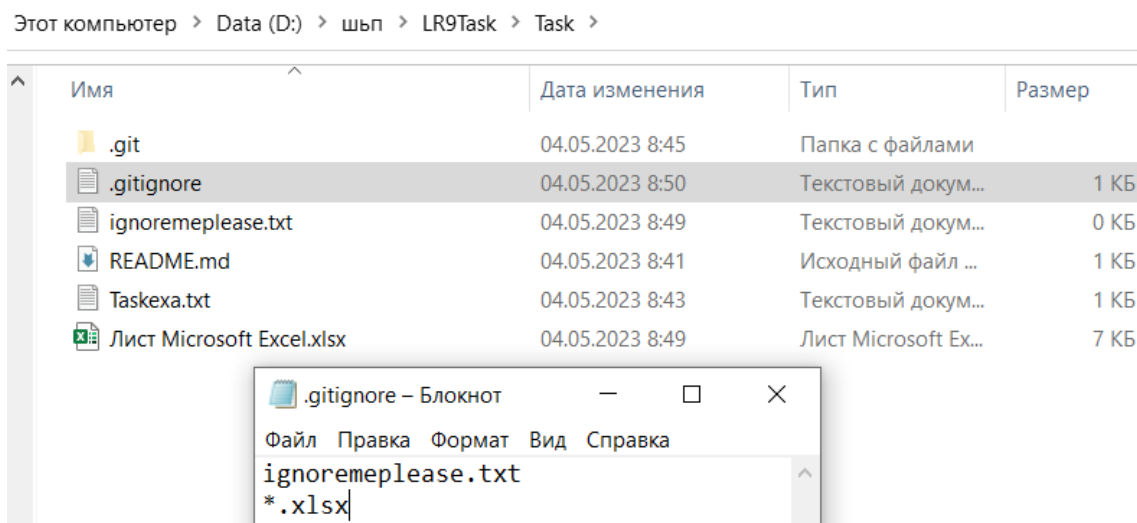 Этот компьютер > Data (D:) > шьп > LR9Task > Task >
Имя Дата изменения Тип Размер
.git 04.05.2023 8:45 Папка с файлами
.gitignore 04.05.2023 8:50 Текстовый докум... 1 КБ
ignoremeplease.txt 04.05.2023 8:49 Текстовый докум... 0 КБ
README.md 04.05.2023 8:41 Исходный файл ... 1 КБ
Taskexa.txt 04.05.2023 8:43 Текстовый докум... 1 КБ
Лист Microsoft Excel.xlsx 04.05.2023 8:49 Лист Microsoft Ex... 7 КБ
.gitignore – Блокнот
Файл Правка Формат Вид Справка
ignoremeplease.txt
*.xlsx